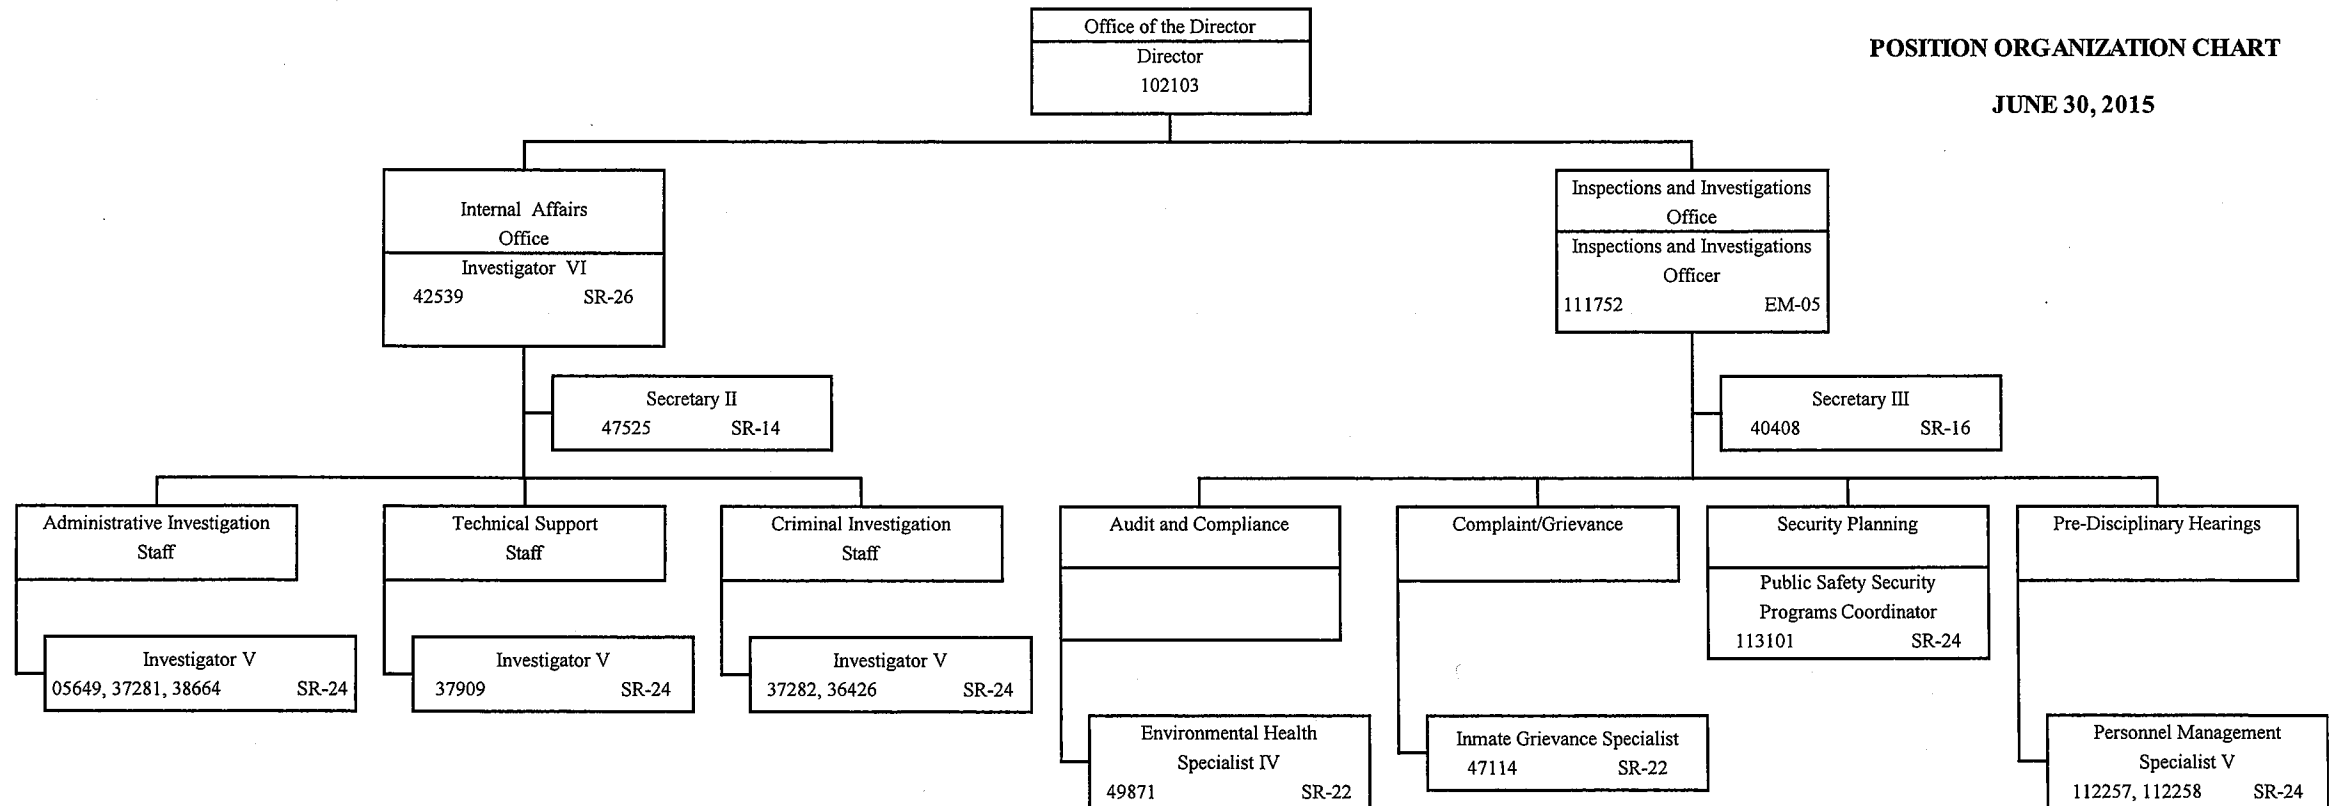 Office of the Director
Director
102103
POSITION ORGANIZATION CHART
JUNE 30, 2015
Internal Affairs
Office
Investigator VI
42539 SR-26
Inspections and Investigations
Office
Inspections and Investigations
Officer
111752 EM-05
Secretary II
47525 SR-14
Secretary III
40408 SR-16
Administrative Investigation
Staff
Investigator V
05649, 37281, 38664 SR-24
Technical Support
Staff
Investigator V
37909 SR-24
Criminal Investigation
Staff
Investigator V
37282, 36426 SR-24
Audit and Compliance
Environmental Health
Specialist IV
49871 SR-22
Complaint/Grievance
Inmate Grievance Specialist
47114 SR-22
Security Planning
Public Safety Security
Programs Coordinator
113101 SR-24
Pre-Disciplinary Hearings
Personnel Management
Specialist V
112257, 112258 SR-24